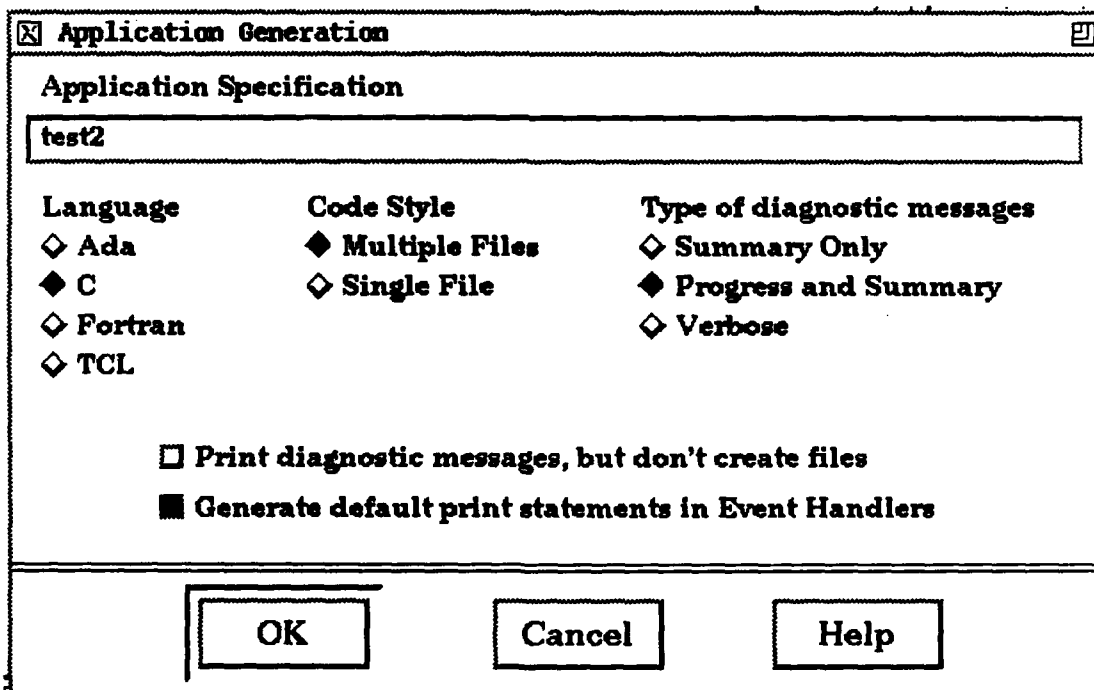 Application Generation
Application Specification
test2
Language Code Style Type of diagnostic messages
Ada Multiple Files Summary Only
C Single File Progress and Summary
Fortran Verbose
TCL
Print diagnostic messages, but don't create files
Generate default print statements in Event Handlers
OK Cancel Help